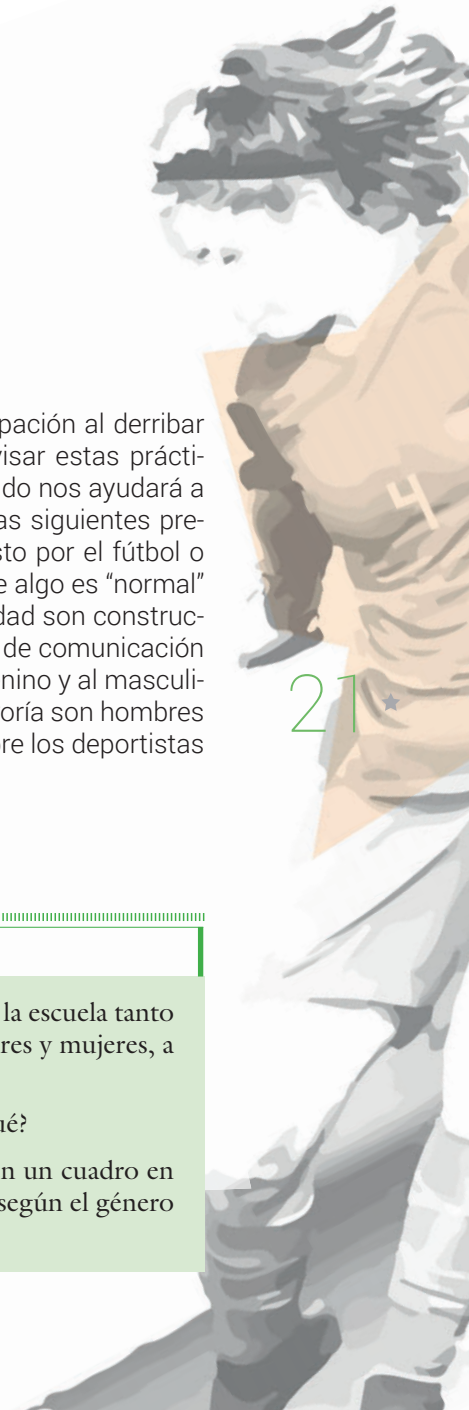 pación al derribar
visar estas prácti-
do nos ayudará a
as siguientes pre-
sto por el fútbol o
e algo es "normal"
dad son construc-
de comunicación
nino y al masculi-
oría son hombres
bre los deportistas
21
4
la escuela tanto
res y mujeres, a
ué?
n un cuadro en
según el género